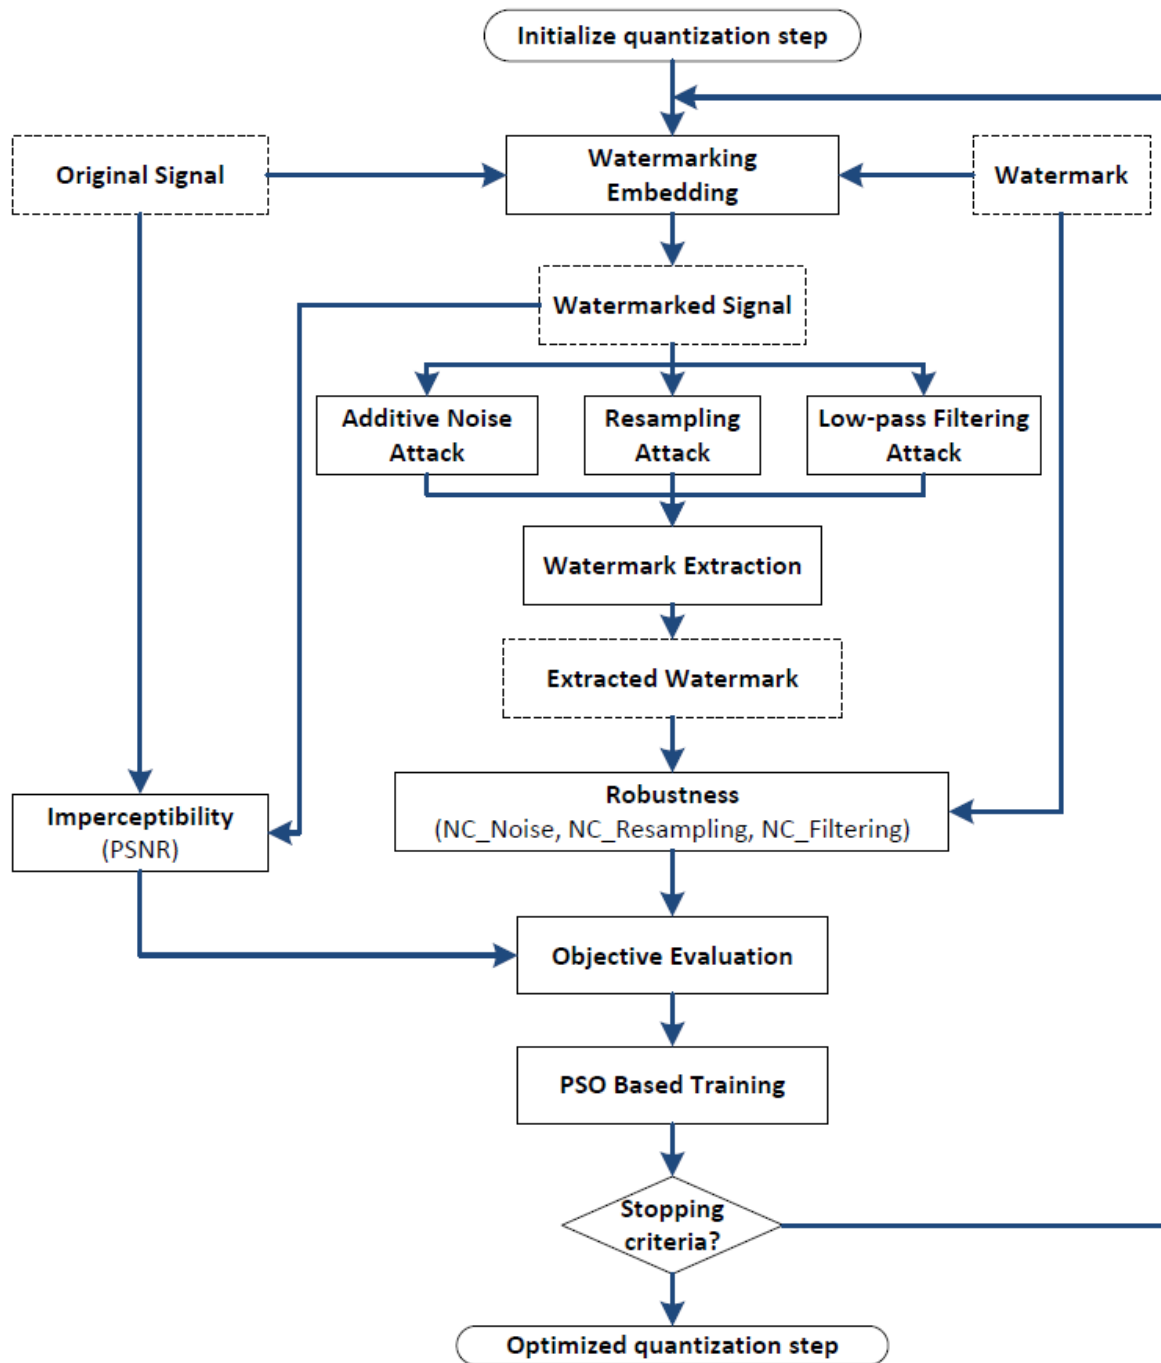 Initialize quantization step
Original Signal
Watermarking
Embedding
Watermark
Watermarked Signal
Additive Noise
Attack
Resampling
Attack
Low-pass Filtering
Attack
Watermark Extraction
Extracted Watermark
Imperceptibility
(PSNR)
Robustness
(NC_Noise, NC_Resampling, NC_Filtering)
Objective Evaluation
PSO Based Training
Stopping
criteria?
Optimized quantization step